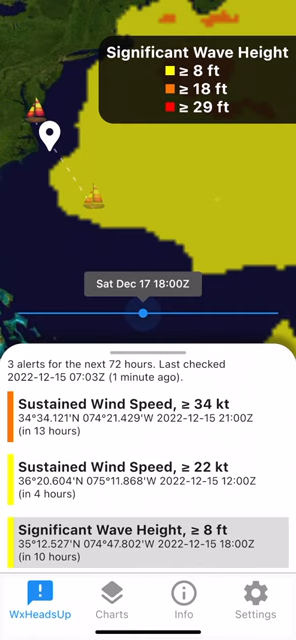 Significant Wave Height
≥ 8 ft
≥ 18 ft
≥ 29 ft
Sat Dec 17 18:00Z
3 alerts for the next 72 hours. Last checked
2022-12-15 07:03Z (1 minute ago).
Sustained Wind Speed, ≥ 34 kt
34°34.121'N 074°21.429'W 2022-12-15 21:00Z
(in 13 hours)
Sustained Wind Speed, ≥ 22 kt
36°20.604'N 075°11.868'W 2022-12-15 12:00Z
(in 4 hours)
Significant Wave Height, ≥ 8 ft
35°12.527'N 074°47.802'W 2022-12-15 18:00Z
(in 10 hours)
WxHeadsUp
Charts
Info
Settings